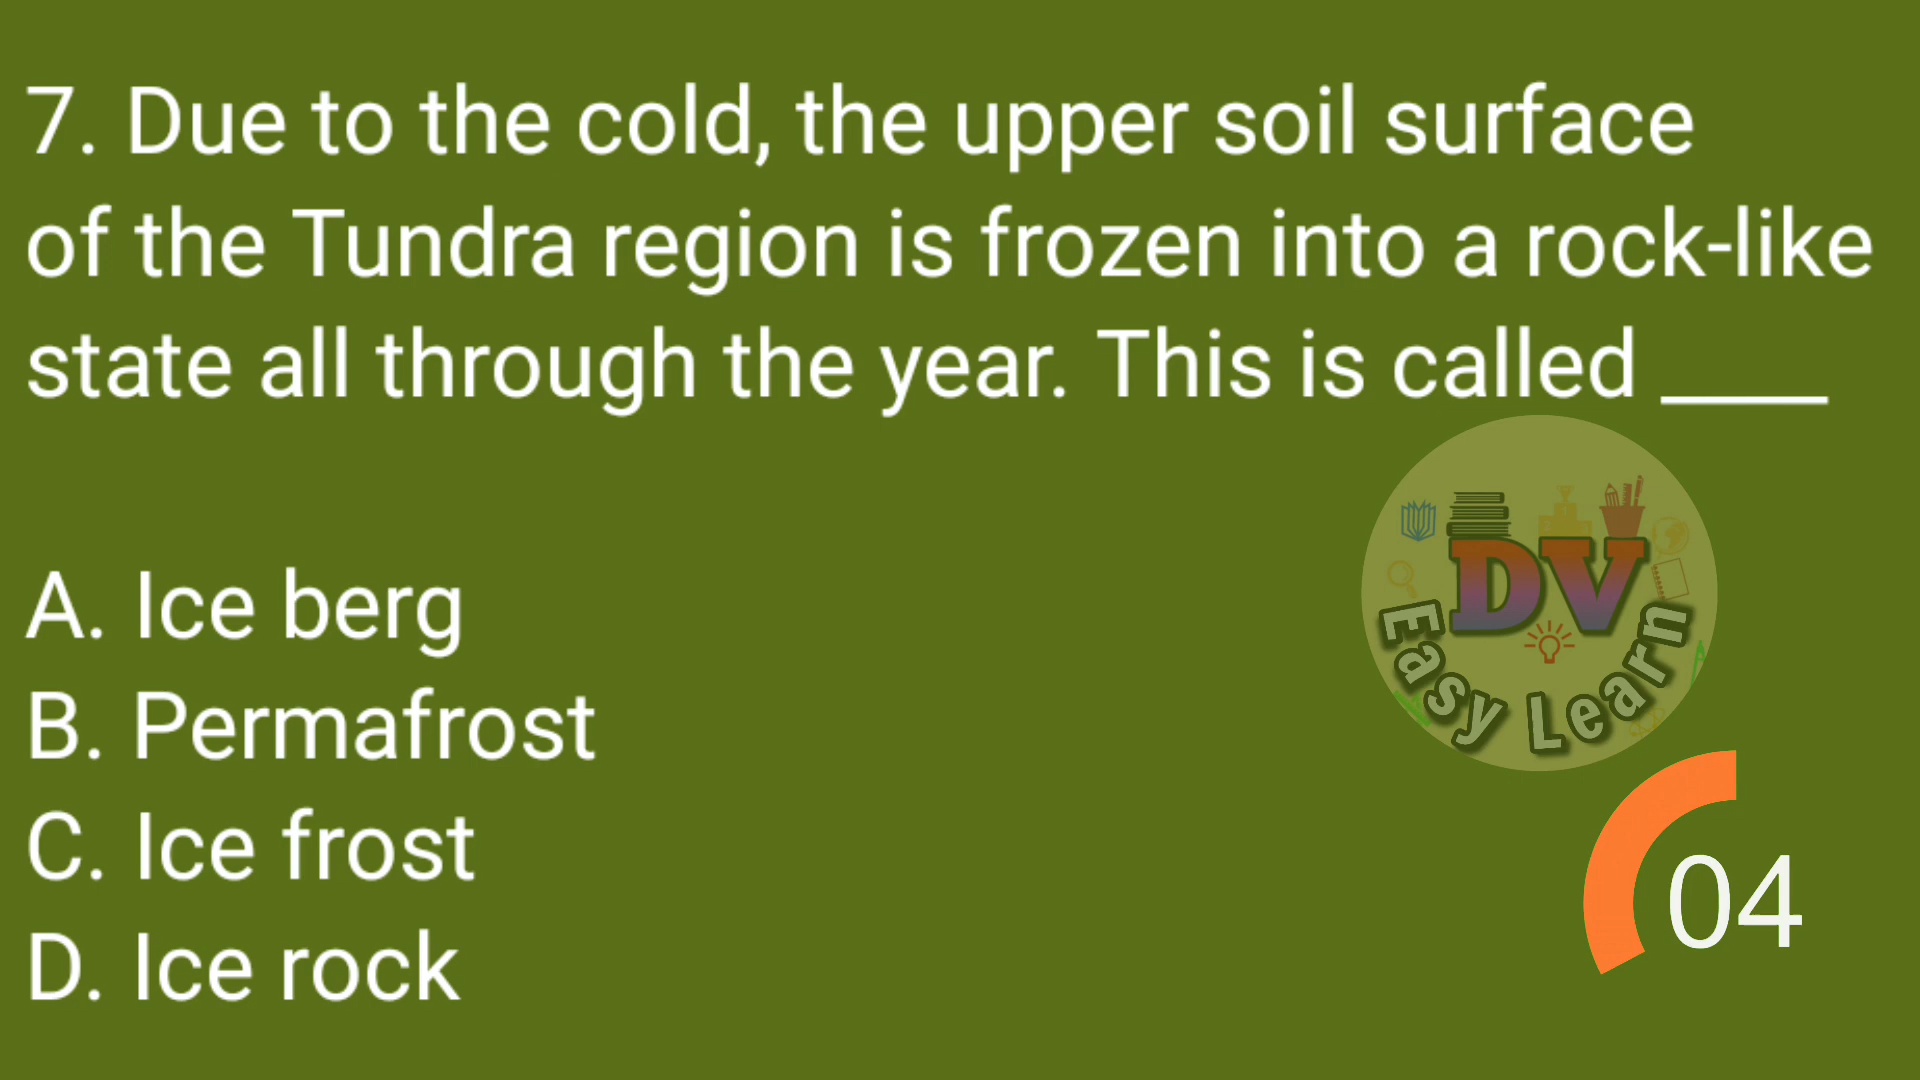 7. Due to the cold, the upper soil surface
of the Tundra region is frozen into a rock-like
state all through the year. This is called ____
A. Ice berg
B. Permafrost
C. Ice frost
D. Ice rock
DV
Easy Learn
04